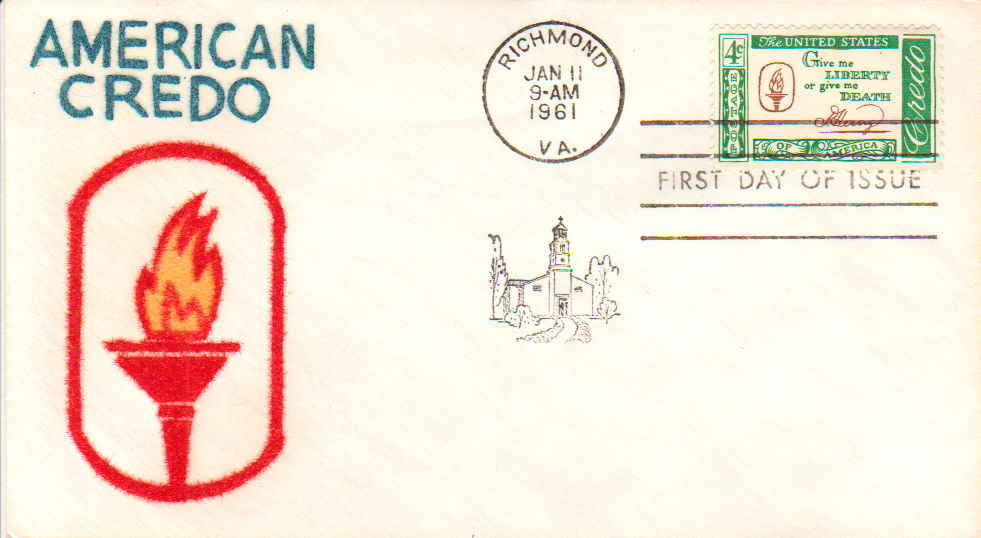 AMERICAN
CREDO
RICHMOND
JAN 11
9-AM
1961
VA.
4¢
POSTAGE
The UNITED STATES
Give me
LIBERTY
or give me
DEATH
P Henry
OF AMERICA
Credo
FIRST DAY OF ISSUE